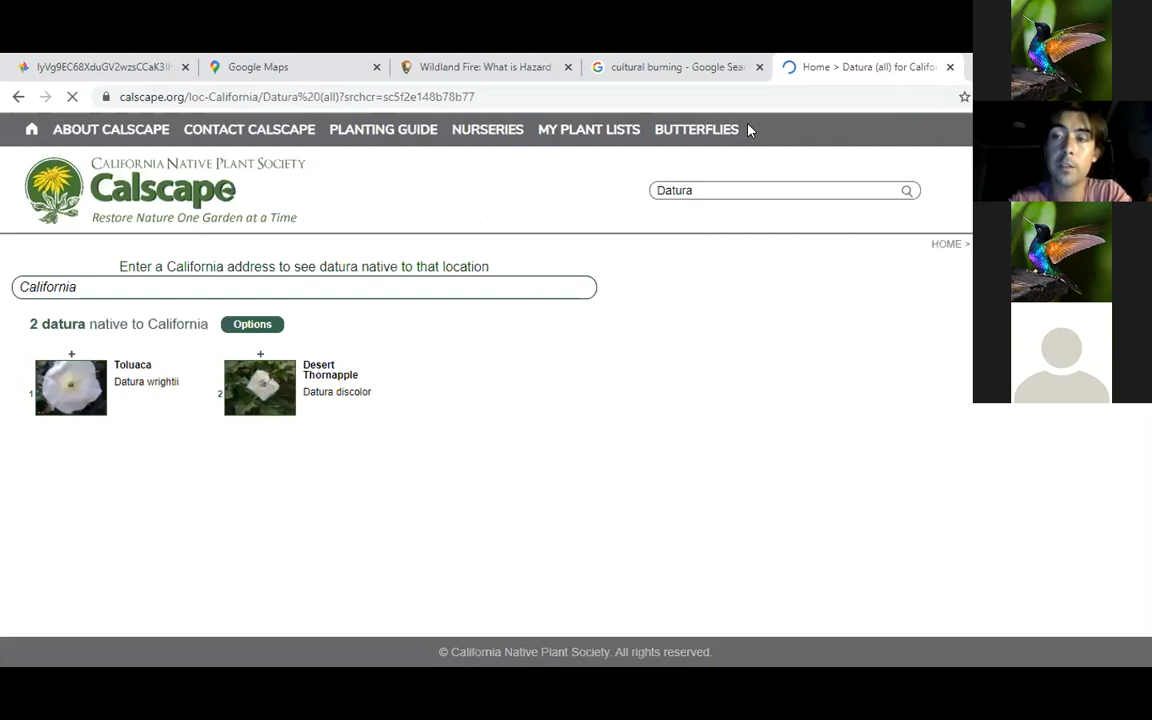 lyVg9EC68XduGV2wzsCCaK3lH
Google Maps
Wildland Fire: What is Hazard
cultural burning - Google Sear
Home > Datura (all) for Califo
calscape.org/loc-California/Datura%20(all)?srchcr=sc5f2e148b78b77
ABOUT CALSCAPE CONTACT CALSCAPE PLANTING GUIDE NURSERIES MY PLANT LISTS BUTTERFLIES
CALIFORNIA NATIVE PLANT SOCIETY
Calscape
Restore Nature One Garden at a Time
Datura
HOME >
Enter a California address to see datura native to that location
California
2 datura native to California Options
+
1
Toluaca
Datura wrightii
+
2
Desert
Thornapple
Datura discolor
© California Native Plant Society. All rights reserved.